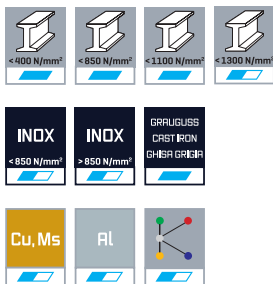 <400 N/mm² <850 N/mm² <1100 N/mm² <1300 N/mm²
INOX INOX GRAUGUSS
CAST IRON
GHISA GRIGIA
<850 N/mm² >850 N/mm²
Cu, Ms Al